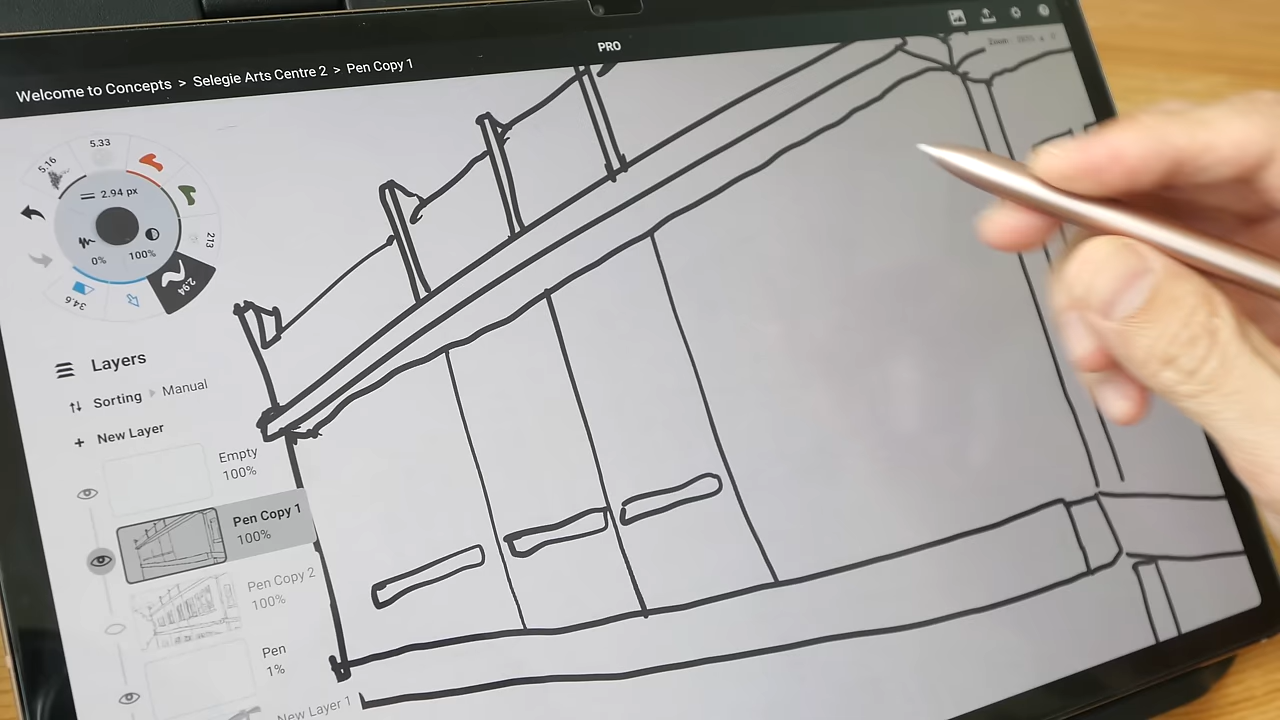 PRO
Welcome to Concepts > Selegie Arts Centre 2 > Pen Copy 1
5.33
5.16
2.94 px
213
0%
100%
2.94
34.6
Layers
Sorting
Manual
+ New Layer
Empty
100%
Pen Copy 1
100%
Pen Copy 2
100%
Pen
1%
New Layer 1